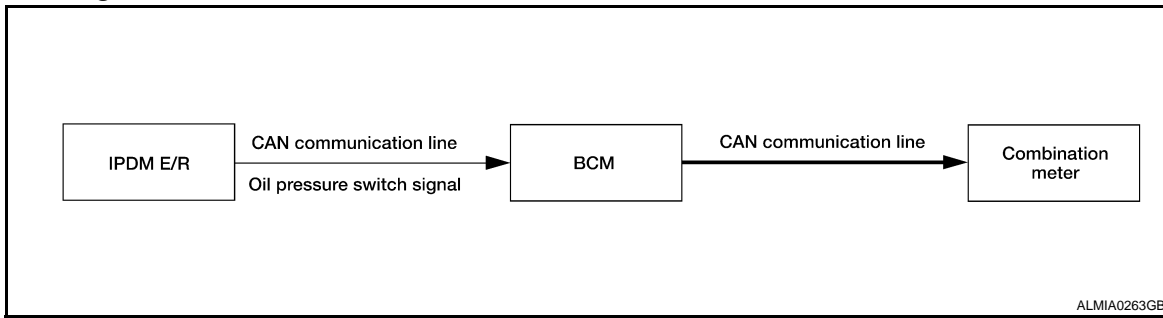 IPDM E/R
CAN communication line
Oil pressure switch signal
BCM
CAN communication line
Combination
meter
ALMIA0263GB